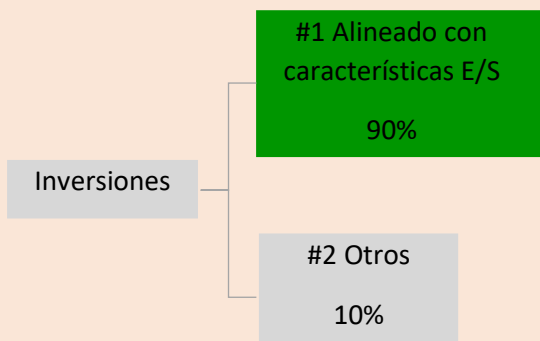 #1 Alineado con
características E/S
90%
Inversiones
#2 Otros
10%